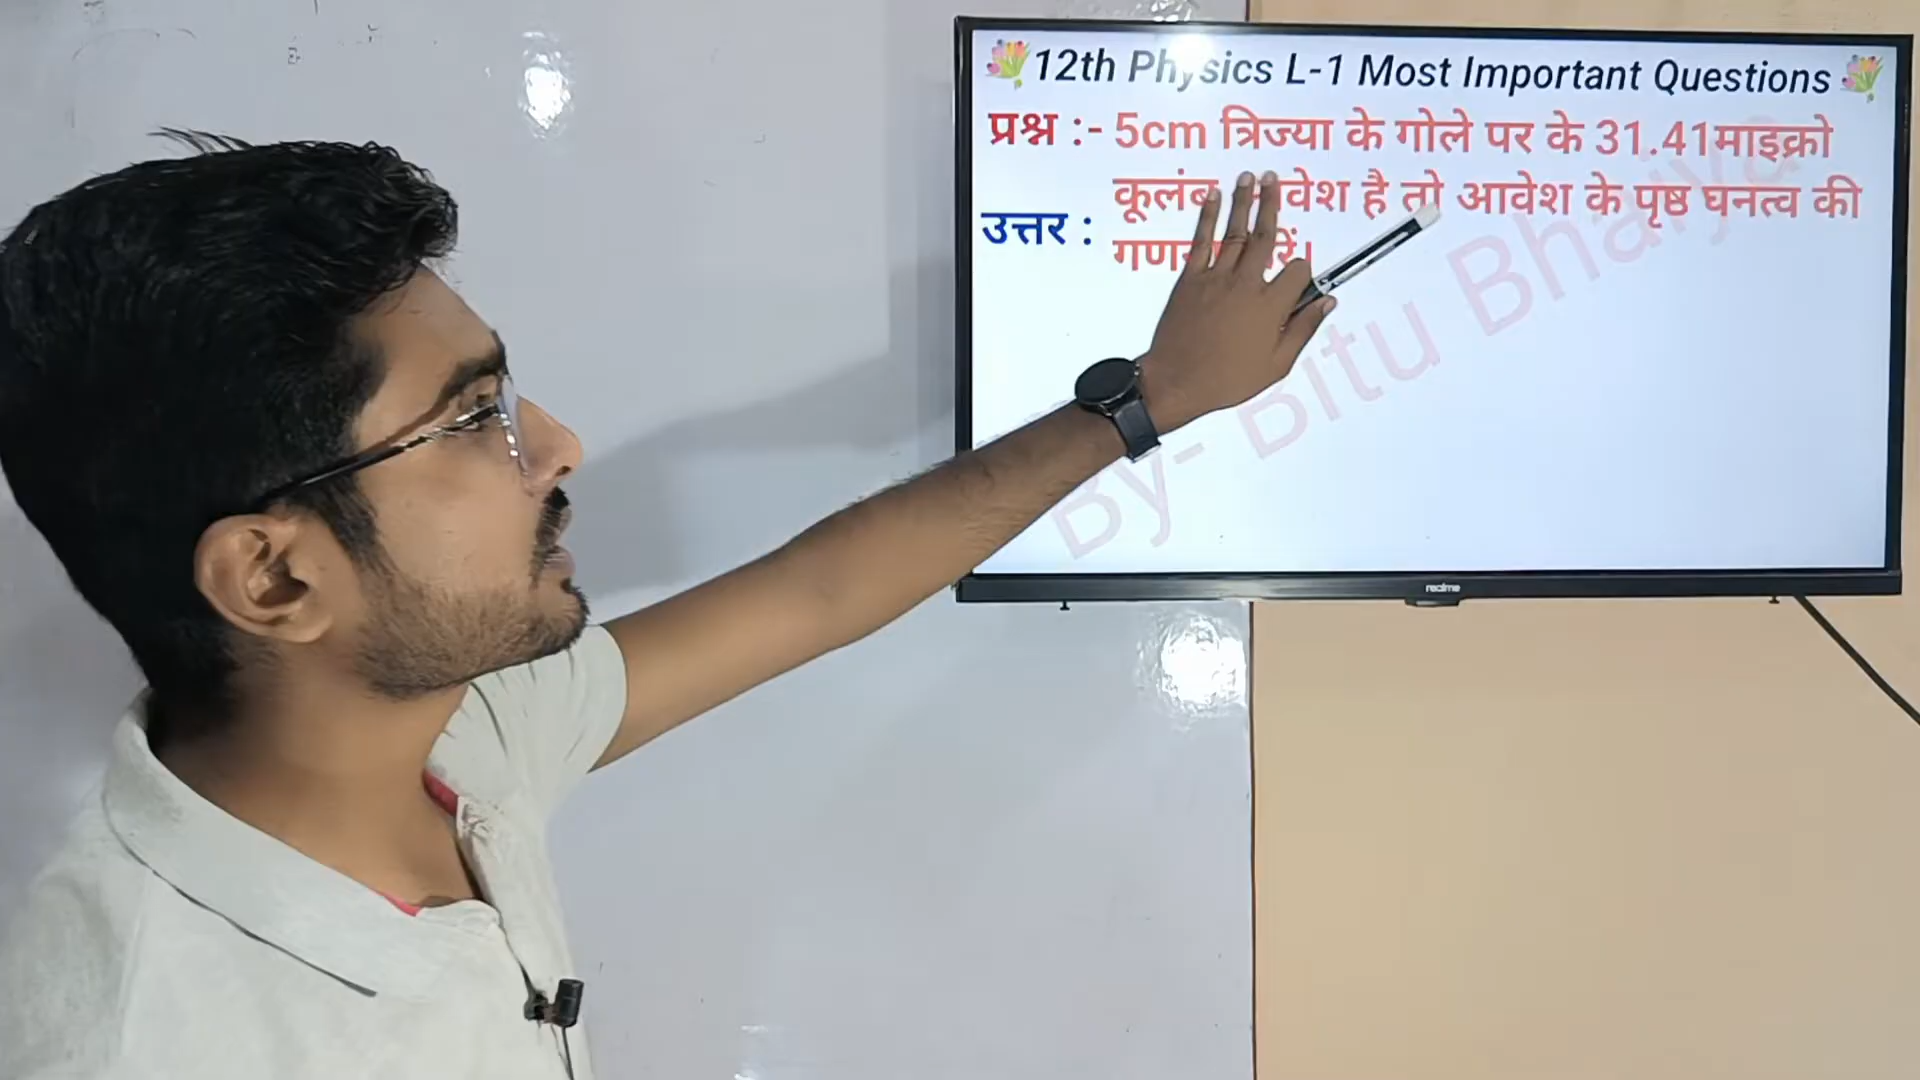 12th Physics L-1 Most Important Questions
प्रश्न :- 5cm त्रिज्या के गोले पर के 31.41माइक्रो
कूलंब आवेश है तो आवेश के पृष्ठ घनत्व की
उत्तर :
By- Bitu Bhaiya
realme